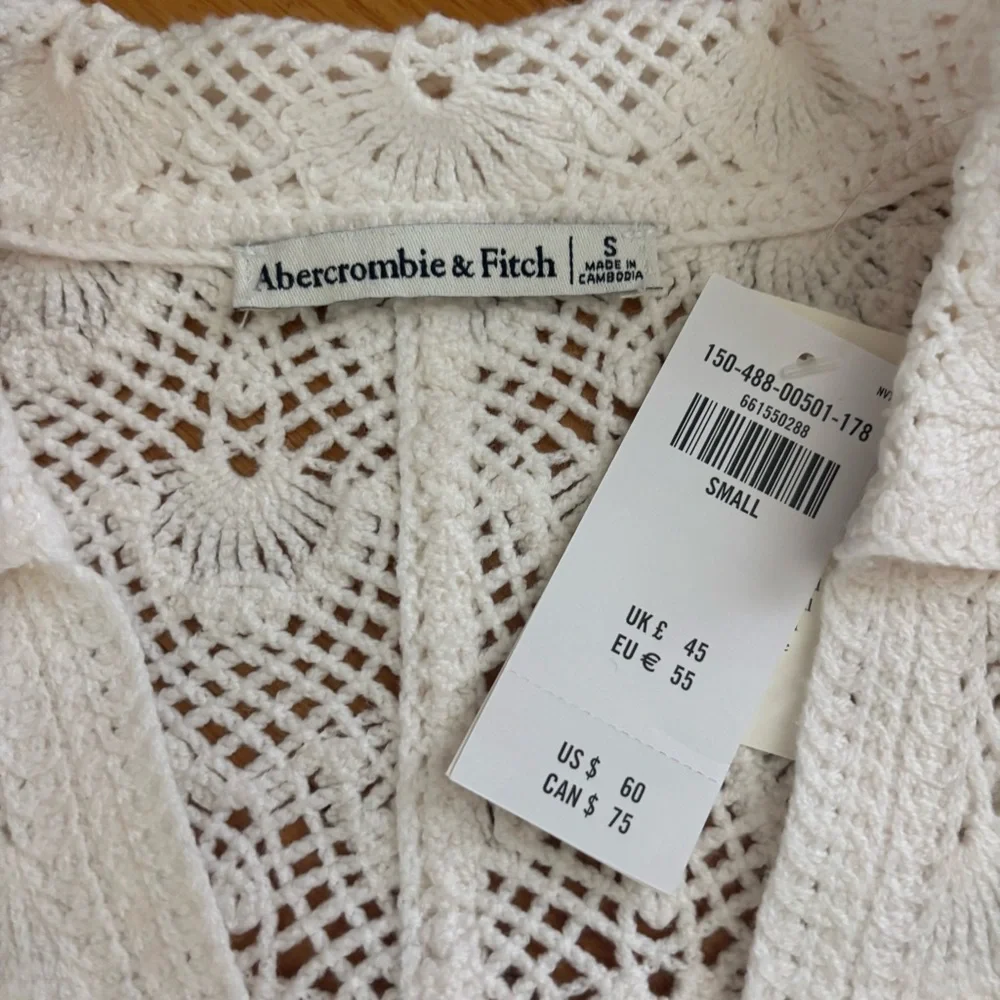 Abercrombie & Fitch
S
MADE IN
CAMBODIA
150-488-00501-178
661550288
SMALL
UK £ 45
EU € 55
US $ 60
CAN $ 75